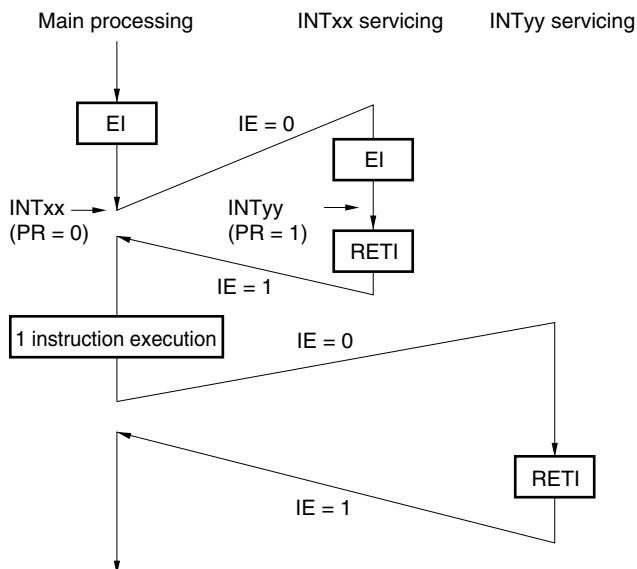 Main processing
INTxx servicing
INTyy servicing
EI
IE = 0
EI
INTxx
(PR = 0)
INTyy
(PR = 1)
RETI
IE = 1
1 instruction execution
IE = 0
RETI
IE = 1